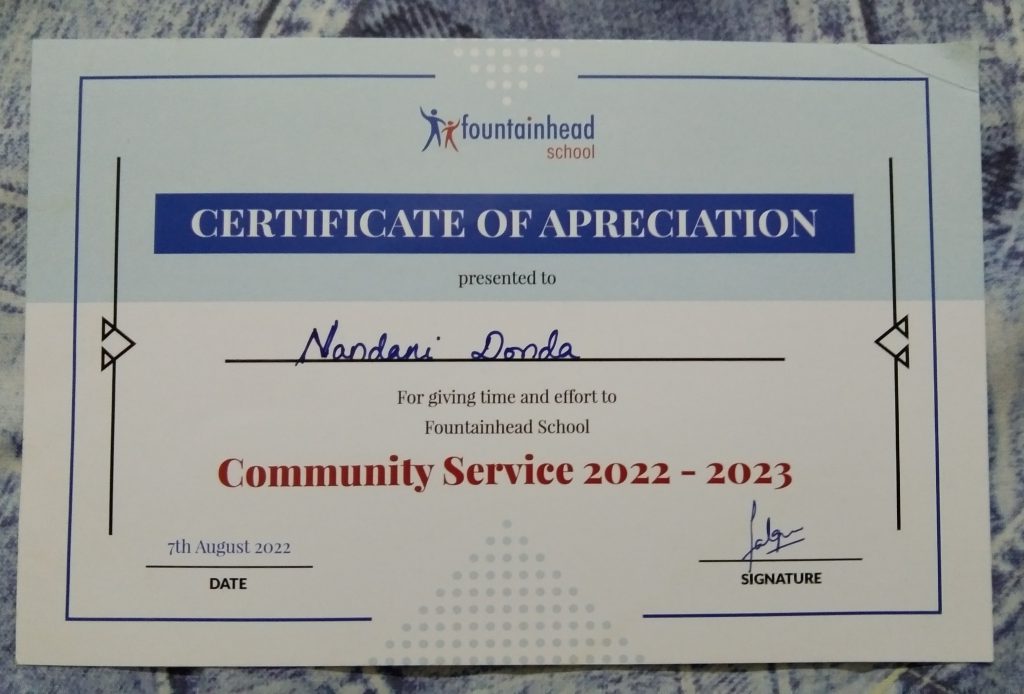 fountainhead
school
CERTIFICATE OF APRECIATION
presented to
Nandani Donda
For giving time and effort to
Fountainhead School
Community Service 2022 - 2023
7th August 2022
DATE
SIGNATURE